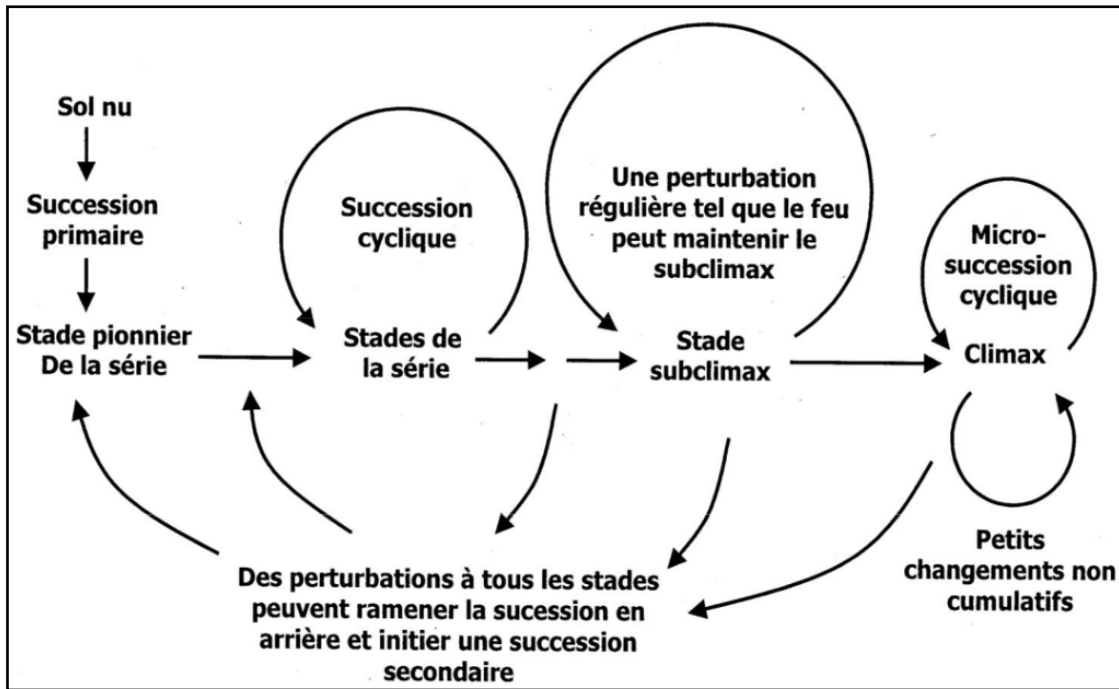 Sol nu
Succession
primaire
Stade pionnier
De la série
Succession
cyclique
Stades de
la série
Une perturbation
régulière tel que le feu
peut maintenir le
subclimax
Stade
subclimax
Micro-
succession
cyclique
Climax
Petits
changements non
cumulatifs
Des perturbations à tous les stades
peuvent ramener la sucession en
arrière et initier une succession
secondaire